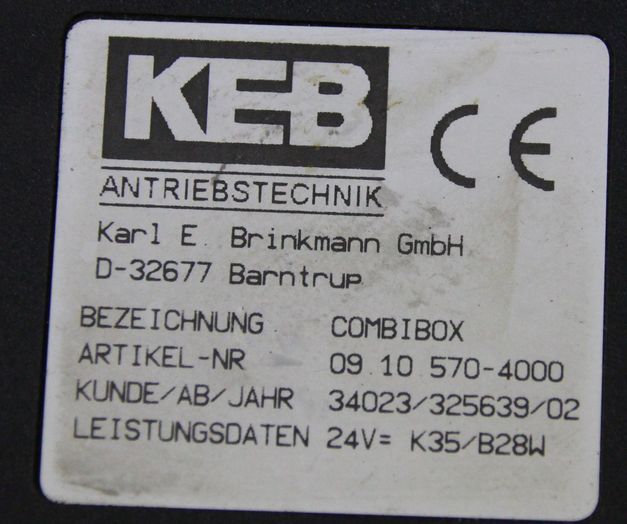 KEB
CE
ANTRIEBSTECHNIK
Karl E. Brinkmann GmbH
D-32677 Barntrup
BEZEICHNUNG COMBIBOX
ARTIKEL-NR 09.10.570-4000
KUNDE/AB/JAHR 34023/325639/02
LEISTUNGSDATEN 24V= K35/B28W